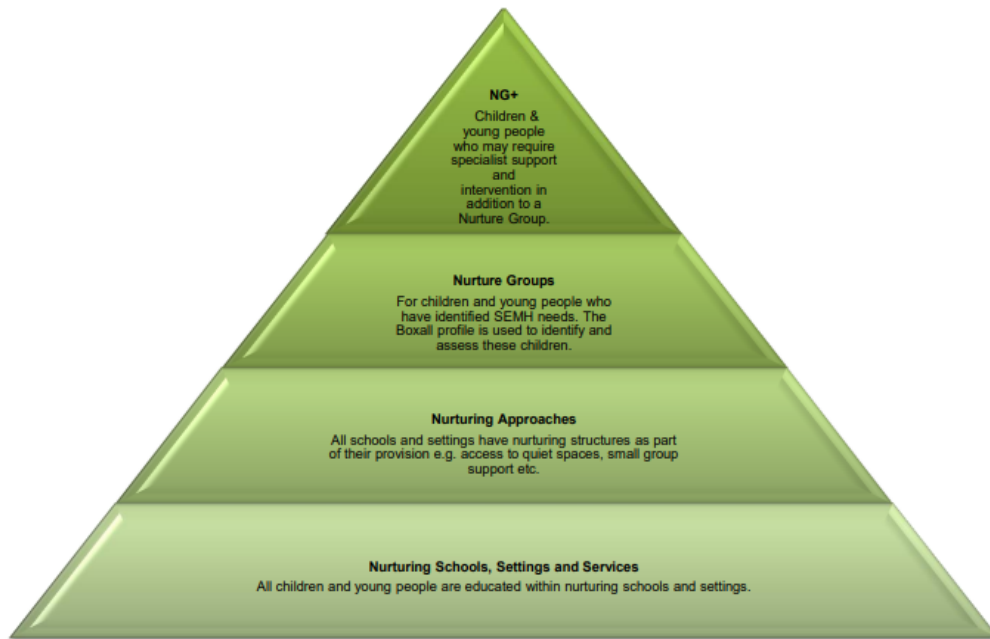 NG+
Children &
young people
who may require
specialist support
and
intervention in
addition to a
Nurture Group.
Nurture Groups
For children and young people who
have identified SEMH needs. The
Boxall profile is used to identify and
assess these children.
Nurturing Approaches
All schools and settings have nurturing structures as part
of their provision e.g. access to quiet spaces, small group
support etc.
Nurturing Schools, Settings and Services
All children and young people are educated within nurturing schools and settings.